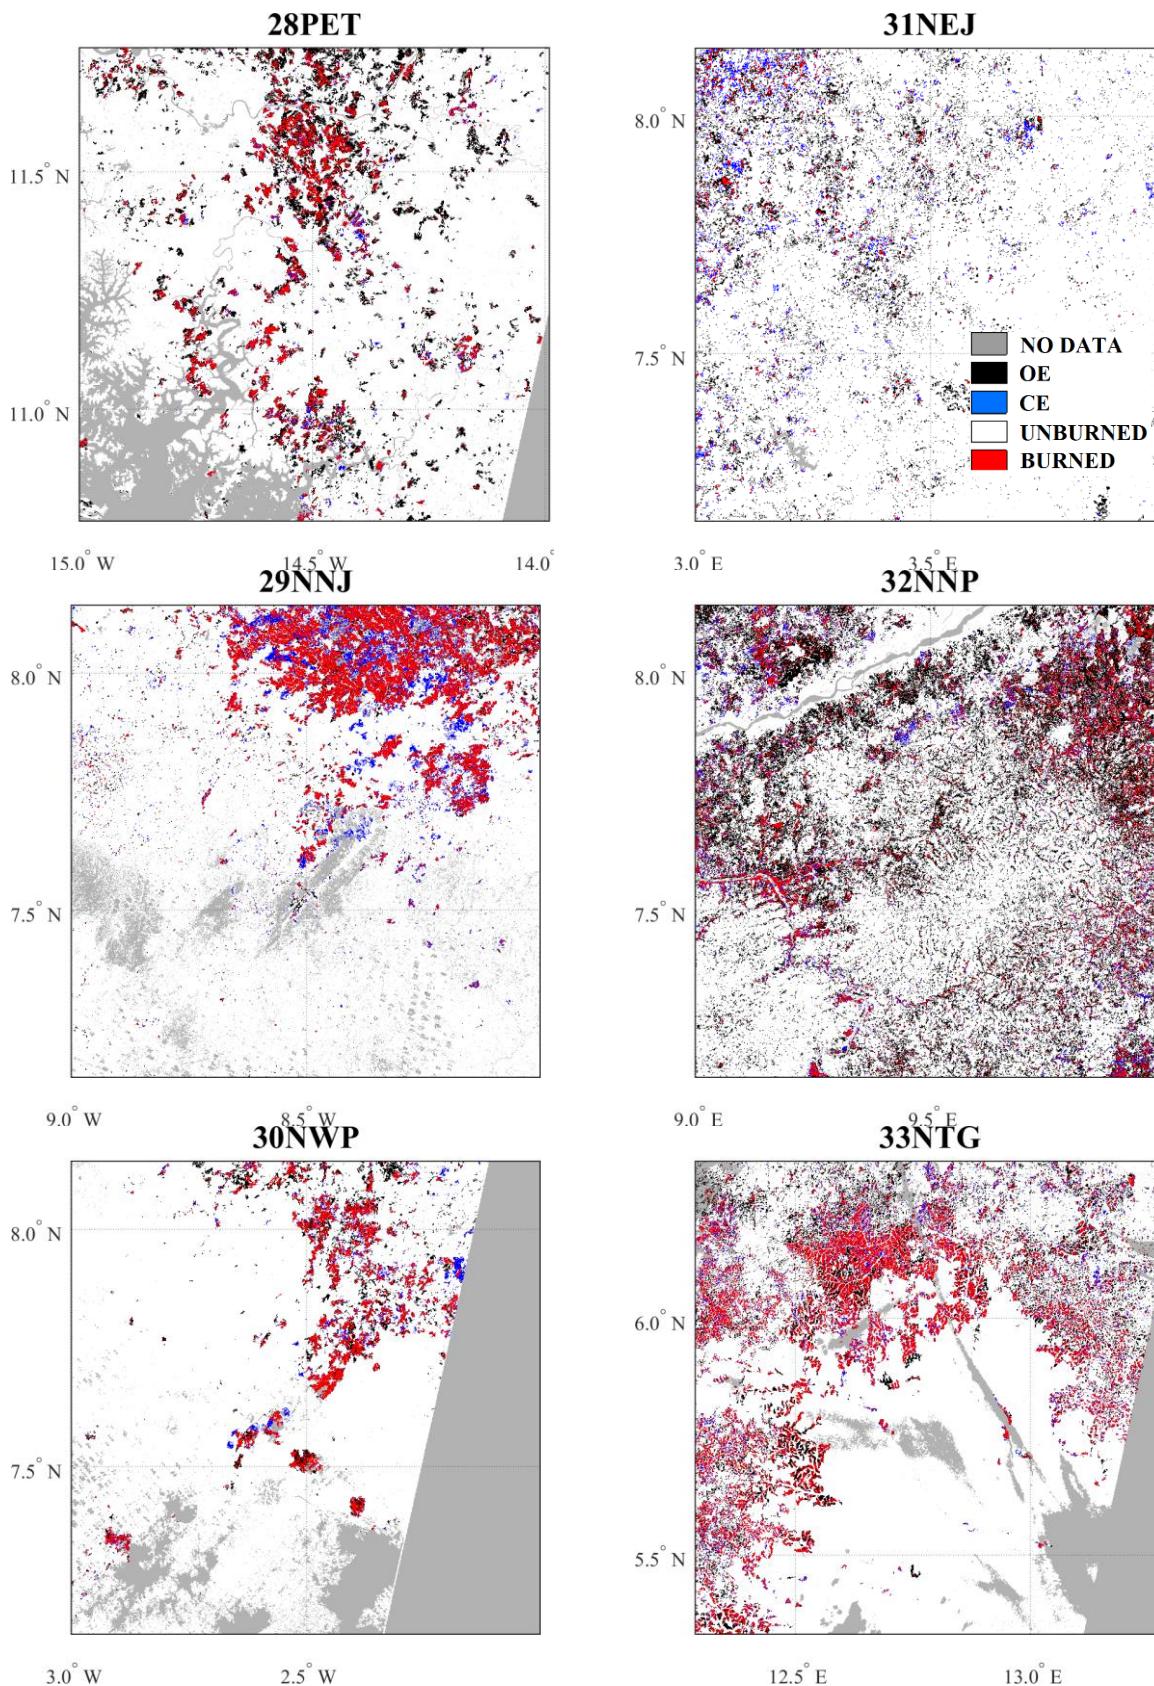 28PET
31NEJ
11.5° N
11.0° N
15.0° W
14.5° W
14.0°
8.0° N
7.5° N
NO DATA
OE
CE
UNBURNED
BURNED
3.0° E
3.5° E
29NNJ
32NNP
8.0° N
7.5° N
9.0° W
8.5° W
8.0° N
7.5° N
9.0° E
9.5° E
30NWP
33NTG
8.0° N
7.5° N
3.0° W
2.5° W
6.0° N
5.5° N
12.5° E
13.0° E